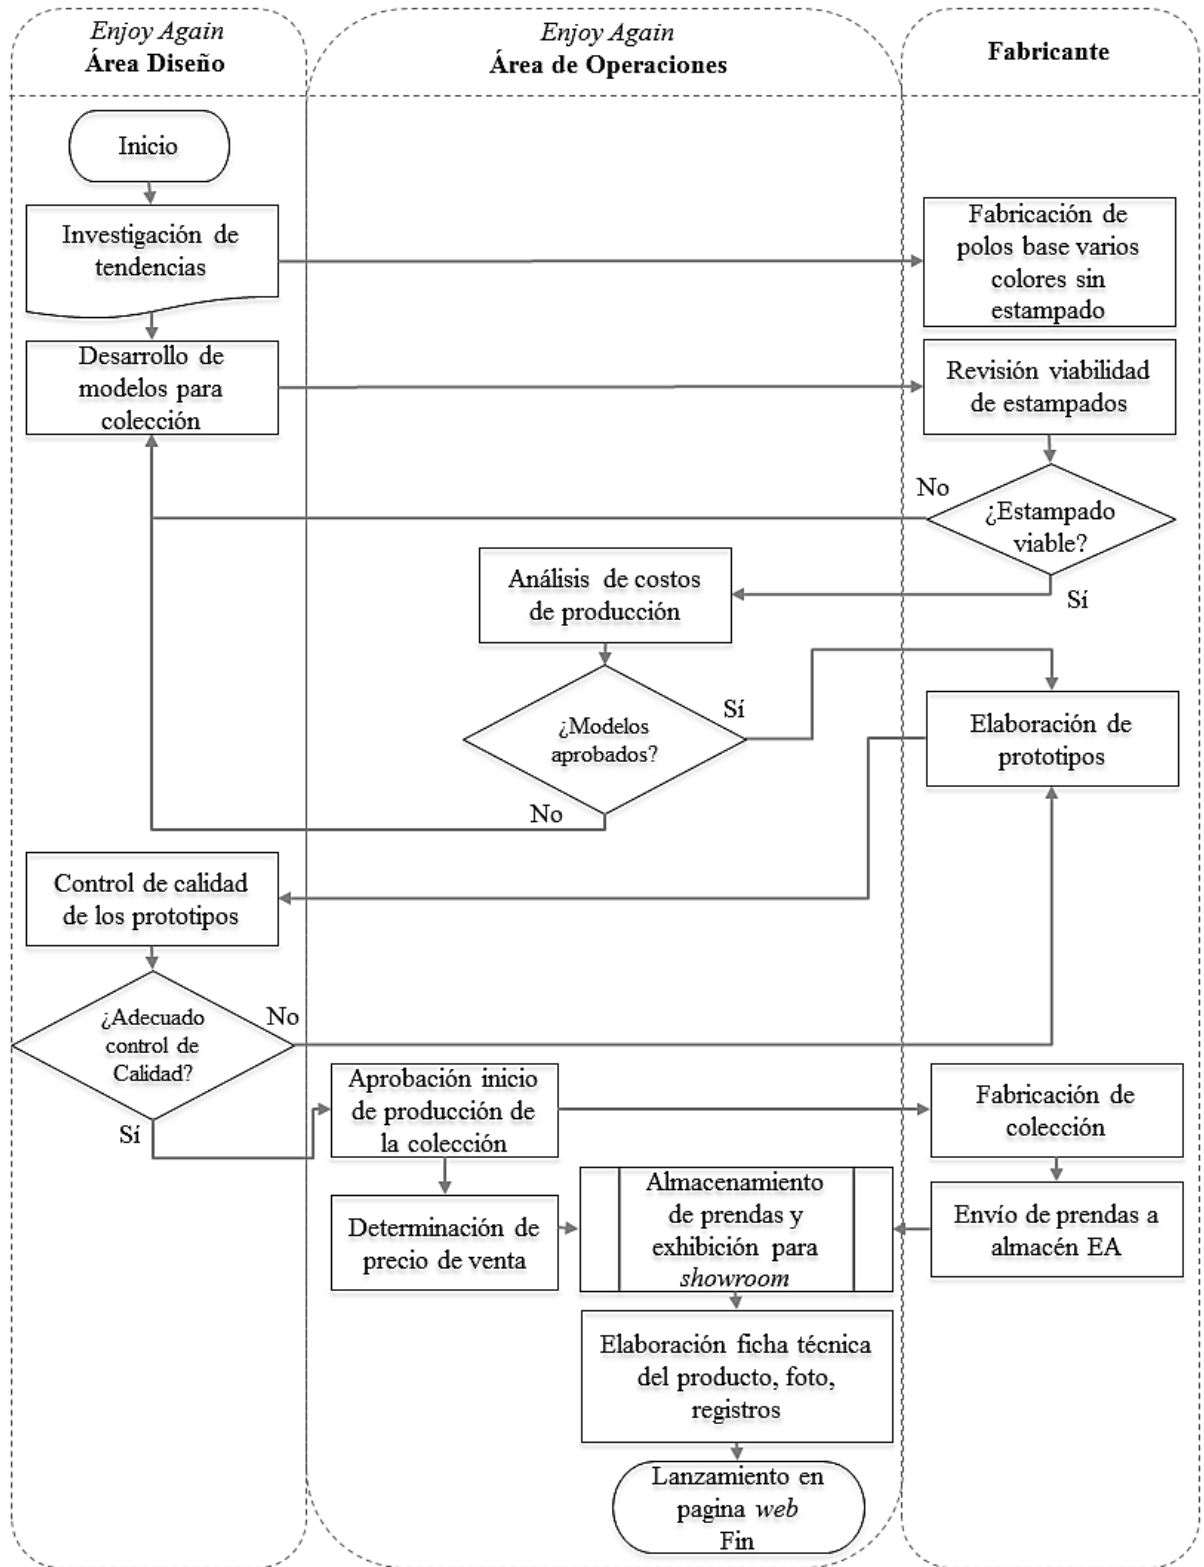 Enjoy Again
Área Diseño
Enjoy Again
Área de Operaciones
Fabricante
Inicio
Investigación de
tendencias
Fabricación de
polos base varios
colores sin
estampado
Desarrollo de
modelos para
colección
Revisión viabilidad
de estampados
No
¿Estampado
viable?
Sí
Análisis de costos
de producción
¿Modelos
aprobados?
Sí
No
Elaboración de
prototipos
Control de calidad
de los prototipos
¿Adecuado
control de
Calidad?
No
Sí
Aprobación inicio
de producción de
la colección
Fabricación de
colección
Determinación de
precio de venta
Almacenamiento
de prendas y
exhibición para
showroom
Envío de prendas a
almacén EA
Elaboración ficha técnica
del producto, foto,
registros
Lanzamiento en
pagina web
Fin